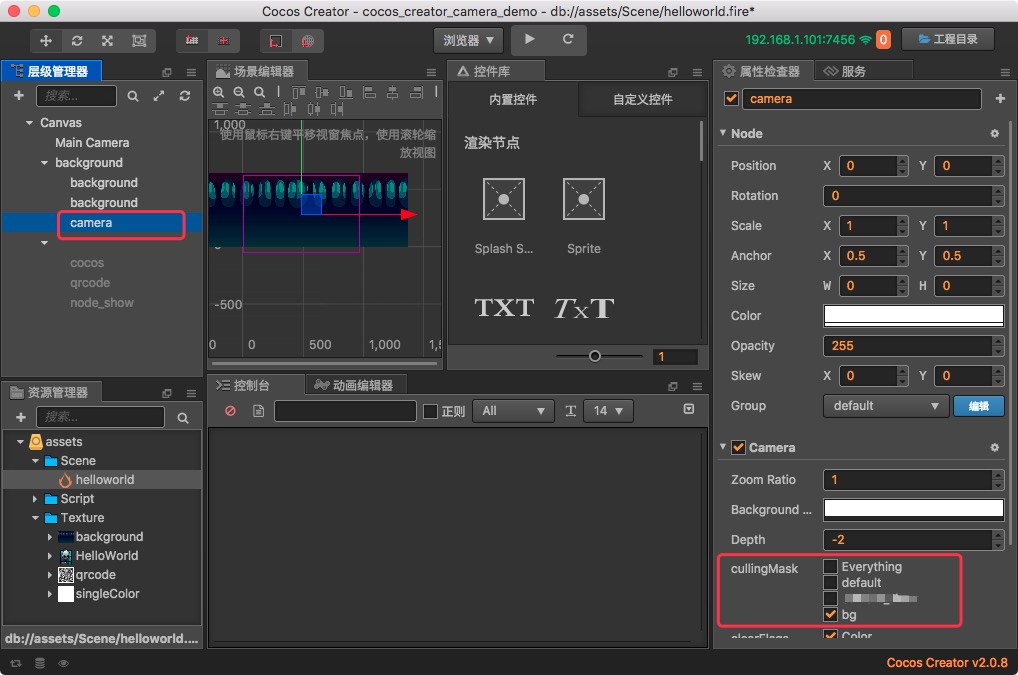 Cocos Creator - cocos_creator_camera_demo - db://assets/Scene/helloworld.fire*
浏览器
192.168.1.101:7456
0
工程目录
层级管理器
搜索...
Canvas
Main Camera
background
background
background
camera
cocos
qrcode
node_show
场景编辑器
使用鼠标右键平移视窗焦点，使用滚轮缩
放视图
1,000
0
-500
0
0
500
1,000
控件库
内置控件
自定义控件
渲染节点
Splash S...
Sprite
TXT
TxT
1
资源管理器
搜索...
assets
Scene
helloworld
Script
Texture
background
HelloWorld
qrcode
singleColor
db://assets/Scene/helloworld....
控制台
动画编辑器
正则
All
14
属性检查器
服务
camera
Node
Position
X
0
Y
0
Rotation
0
Scale
X
1
Y
1
Anchor
X
0.5
Y
0.5
Size
W
0
H
0
Color
Opacity
255
Skew
X
0
Y
0
Group
default
编辑
Camera
Zoom Ratio
1
Background ...
Depth
-2
cullingMask
Everything
default
bg
clearFlags
Color
Cocos Creator v2.0.8